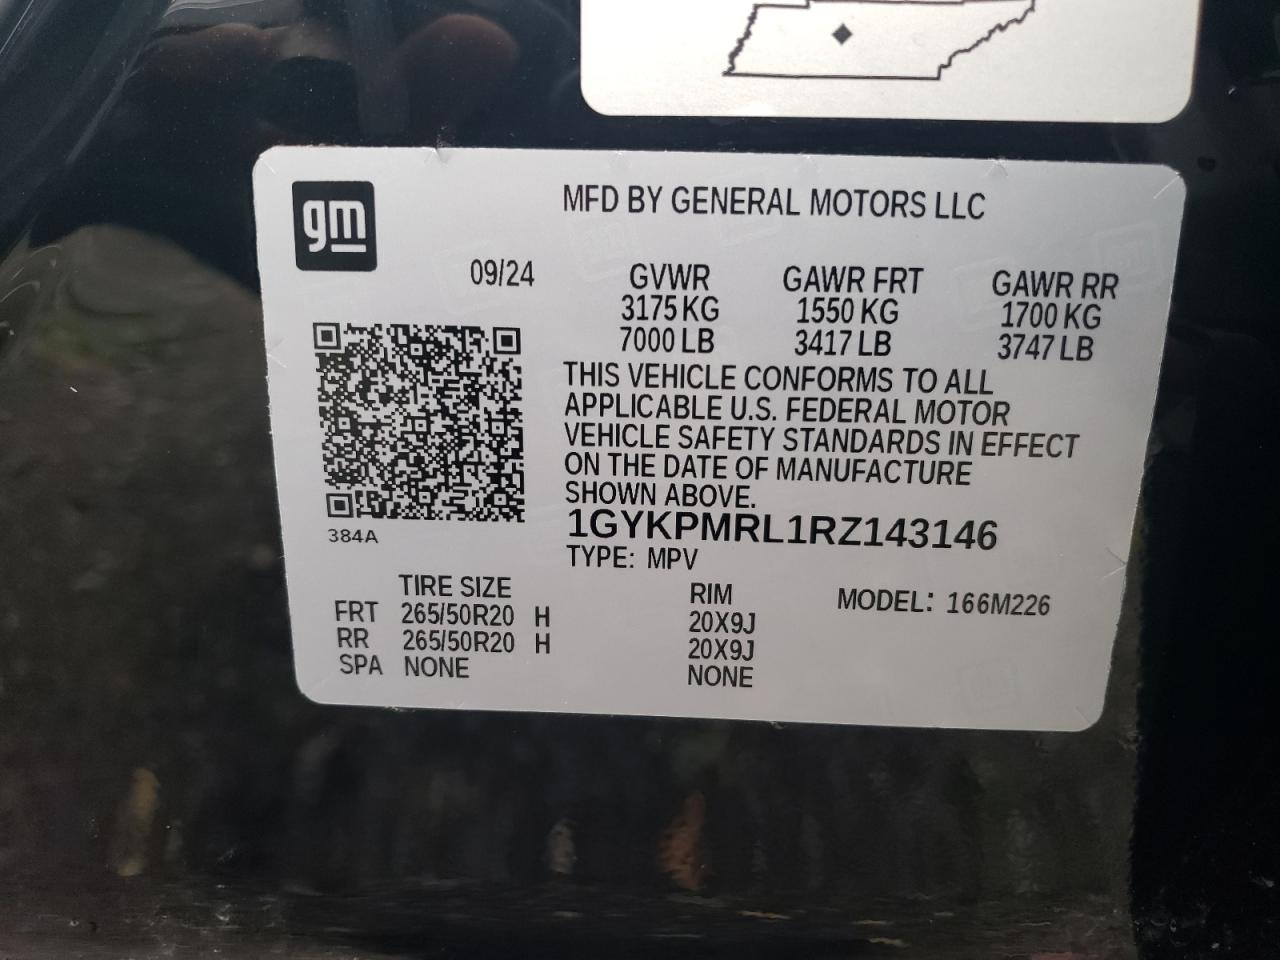 gm
MFD BY GENERAL MOTORS LLC
09/24 GVWR GAWR FRT GAWR RR
3175 KG 1550 KG 1700 KG
7000 LB 3417 LB 3747 LB
THIS VEHICLE CONFORMS TO ALL
APPLICABLE U.S. FEDERAL MOTOR
VEHICLE SAFETY STANDARDS IN EFFECT
ON THE DATE OF MANUFACTURE
SHOWN ABOVE.
1GYKPMRL1RZ143146
384A
TYPE: MPV
TIRE SIZE RIM MODEL: 166M226
FRT 265/50R20 H 20X9J
RR 265/50R20 H 20X9J
SPA NONE NONE